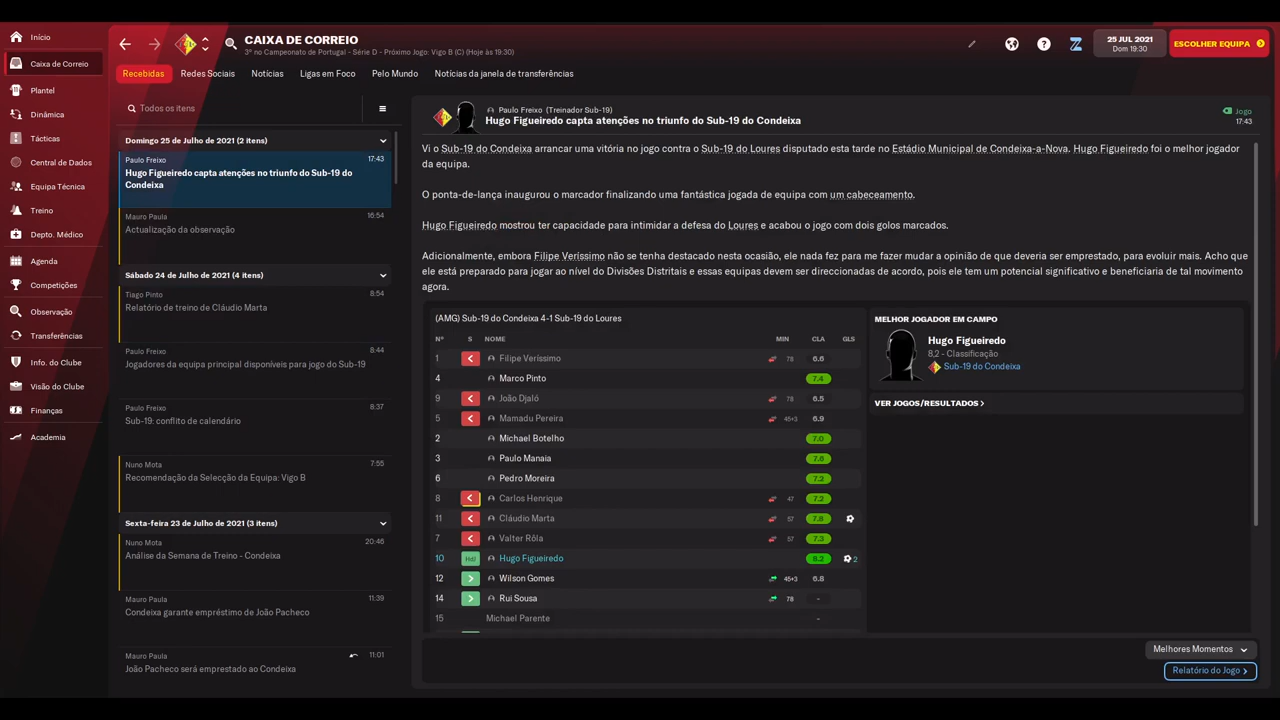 Início
Caixa de Correio
Plantel
Dinâmica
Tácticas
Central de Dados
Equipa Técnica
Treino
Depto. Médico
Agenda
Competições
Observação
Transferências
Info. do Clube
Visão do Clube
Finanças
Academia
CAIXA DE CORREIO
3º no Campeonato de Portugal - Série D - Próximo Jogo: Vigo B (C) (Hoje às 19:30)
25 JUL 2021
Dom 19:30
ESCOLHER EQUIPA
Recebidas
Redes Sociais
Notícias
Ligas em Foco
Pelo Mundo
Notícias da janela de transferências
Todos os itens
Domingo 25 de Julho de 2021 (2 itens)
Paulo Freixo 17:43
Hugo Figueiredo capta atenções no triunfo do Sub-19 do
Condeixa
Mauro Paula 16:54
Actualização da observação
Sábado 24 de Julho de 2021 (4 itens)
Tiago Pinto 8:54
Relatório de treino de Cláudio Marta
Paulo Freixo 8:44
Jogadores da equipa principal disponíveis para jogo do Sub-19
Paulo Freixo 8:37
Sub-19: conflito de calendário
Nuno Mota 7:55
Recomendação da Selecção da Equipa: Vigo B
Sexta-feira 23 de Julho de 2021 (3 itens)
Nuno Mota 20:46
Análise da Semana de Treino - Condeixa
Mauro Paula 11:39
Condeixa garante empréstimo de João Pacheco
Mauro Paula 11:01
João Pacheco será emprestado ao Condeixa
Paulo Freixo (Treinador Sub-19)
Hugo Figueiredo capta atenções no triunfo do Sub-19 do Condeixa
Jogo
17:43
Vi o Sub-19 do Condeixa arrancar uma vitória no jogo contra o Sub-19 do Loures disputado esta tarde no Estádio Municipal de Condeixa-a-Nova. Hugo Figueiredo foi o melhor jogador
da equipa.
O ponta-de-lança inaugurou o marcador finalizando uma fantástica jogada de equipa com um cabeceamento.
Hugo Figueiredo mostrou ter capacidade para intimidar a defesa do Loures e acabou o jogo com dois golos marcados.
Adicionalmente, embora Filipe Veríssimo não se tenha destacado nesta ocasião, ele nada fez para me fazer mudar a opinião de que deveria ser emprestado, para evoluir mais. Acho que
ele está preparado para jogar ao nível do Divisões Distritais e essas equipas devem ser direccionadas de acordo, pois ele tem um potencial significativo e beneficiaria de tal movimento
agora.
(AMG) Sub-19 do Condeixa 4-1 Sub-19 do Loures
Nº S NOME MIN CLA GLS
1 Filipe Veríssimo 78 6.6
4 Marco Pinto 7.4
9 João Djaló 78 6.5
5 Mamadu Pereira 45+3 6.9
2 Michael Botelho 7.0
3 Paulo Manaia 7.6
6 Pedro Moreira 7.2
8 Carlos Henrique 47 7.2
11 Cláudio Marta 57 7.6
7 Valter Rôla 57 7.3
10 HdJ Hugo Figueiredo 8.2 2
12 Wilson Gomes 45+3 6.8
14 Rui Sousa 78 -
15 Michael Parente -
MELHOR JOGADOR EM CAMPO
Hugo Figueiredo
8,2 - Classificação
Sub-19 do Condeixa
VER JOGOS/RESULTADOS
Melhores Momentos
Relatório do Jogo